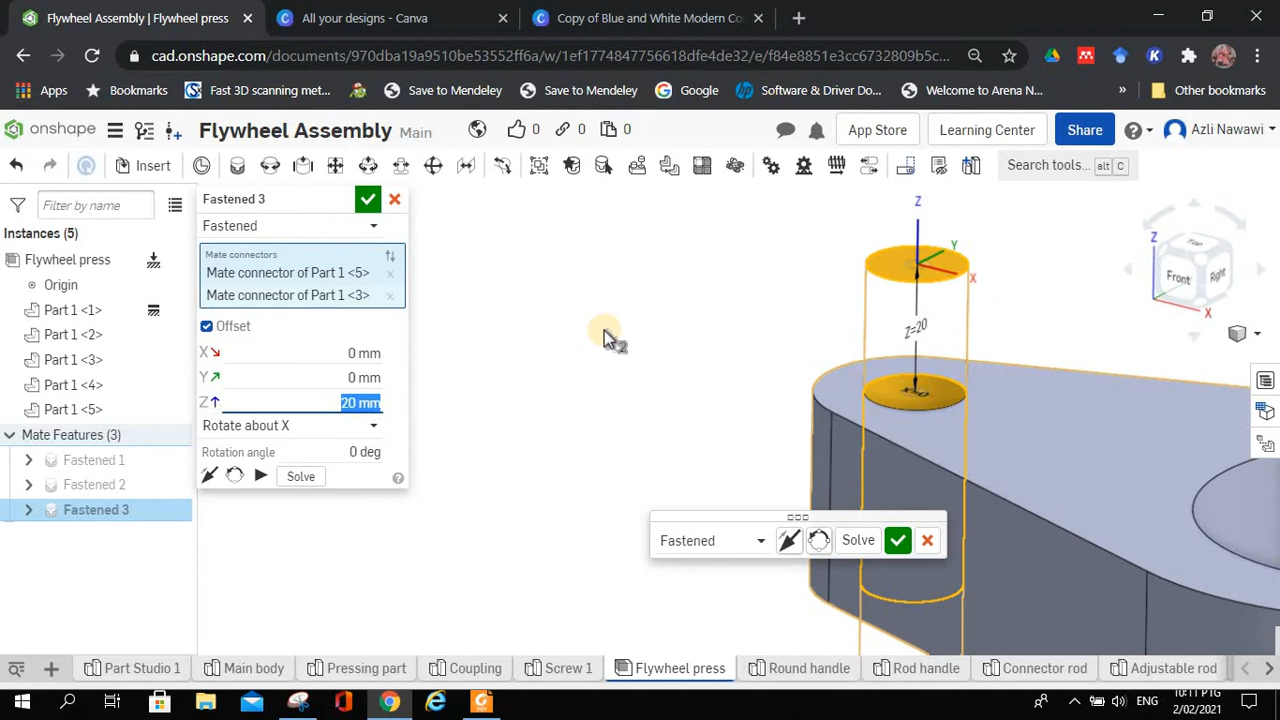 Flywheel Assembly | Flywheel press
All your designs - Canva
Copy of Blue and White Modern Co
cad.onshape.com/documents/970dba19a9510be53552ff6a/w/1ef1774847756618dfe4de32/e/f84e8851e3cc6732809b5c...
Apps
Bookmarks
Fast 3D scanning met...
Save to Mendeley
Save to Mendeley
Google
Software & Driver Do...
Welcome to Arena N...
»
Other bookmarks
onshape
Flywheel Assembly Main
0
0
0
App Store
Learning Center
Share
Azli Nawawi
Insert
Search tools... alt C
Filter by name
Instances (5)
Flywheel press
Origin
Part 1 <1>
Part 1 <2>
Part 1 <3>
Part 1 <4>
Part 1 <5>
Mate Features (3)
Fastened 1
Fastened 2
Fastened 3
Fastened 3
Fastened
Mate connectors
Mate connector of Part 1 <5>
Mate connector of Part 1 <3>
Offset
X 0 mm
Y 0 mm
Z 20 mm
Rotate about X
Rotation angle 0 deg
Solve
Z
Y
X
Z=20
Z
Top
Front
Right
X
Fastened
Solve
Part Studio 1
Main body
Pressing part
Coupling
Screw 1
Flywheel press
Round handle
Rod handle
Connector rod
Adjustable rod
ENG
10:11 PTG
2/02/2021